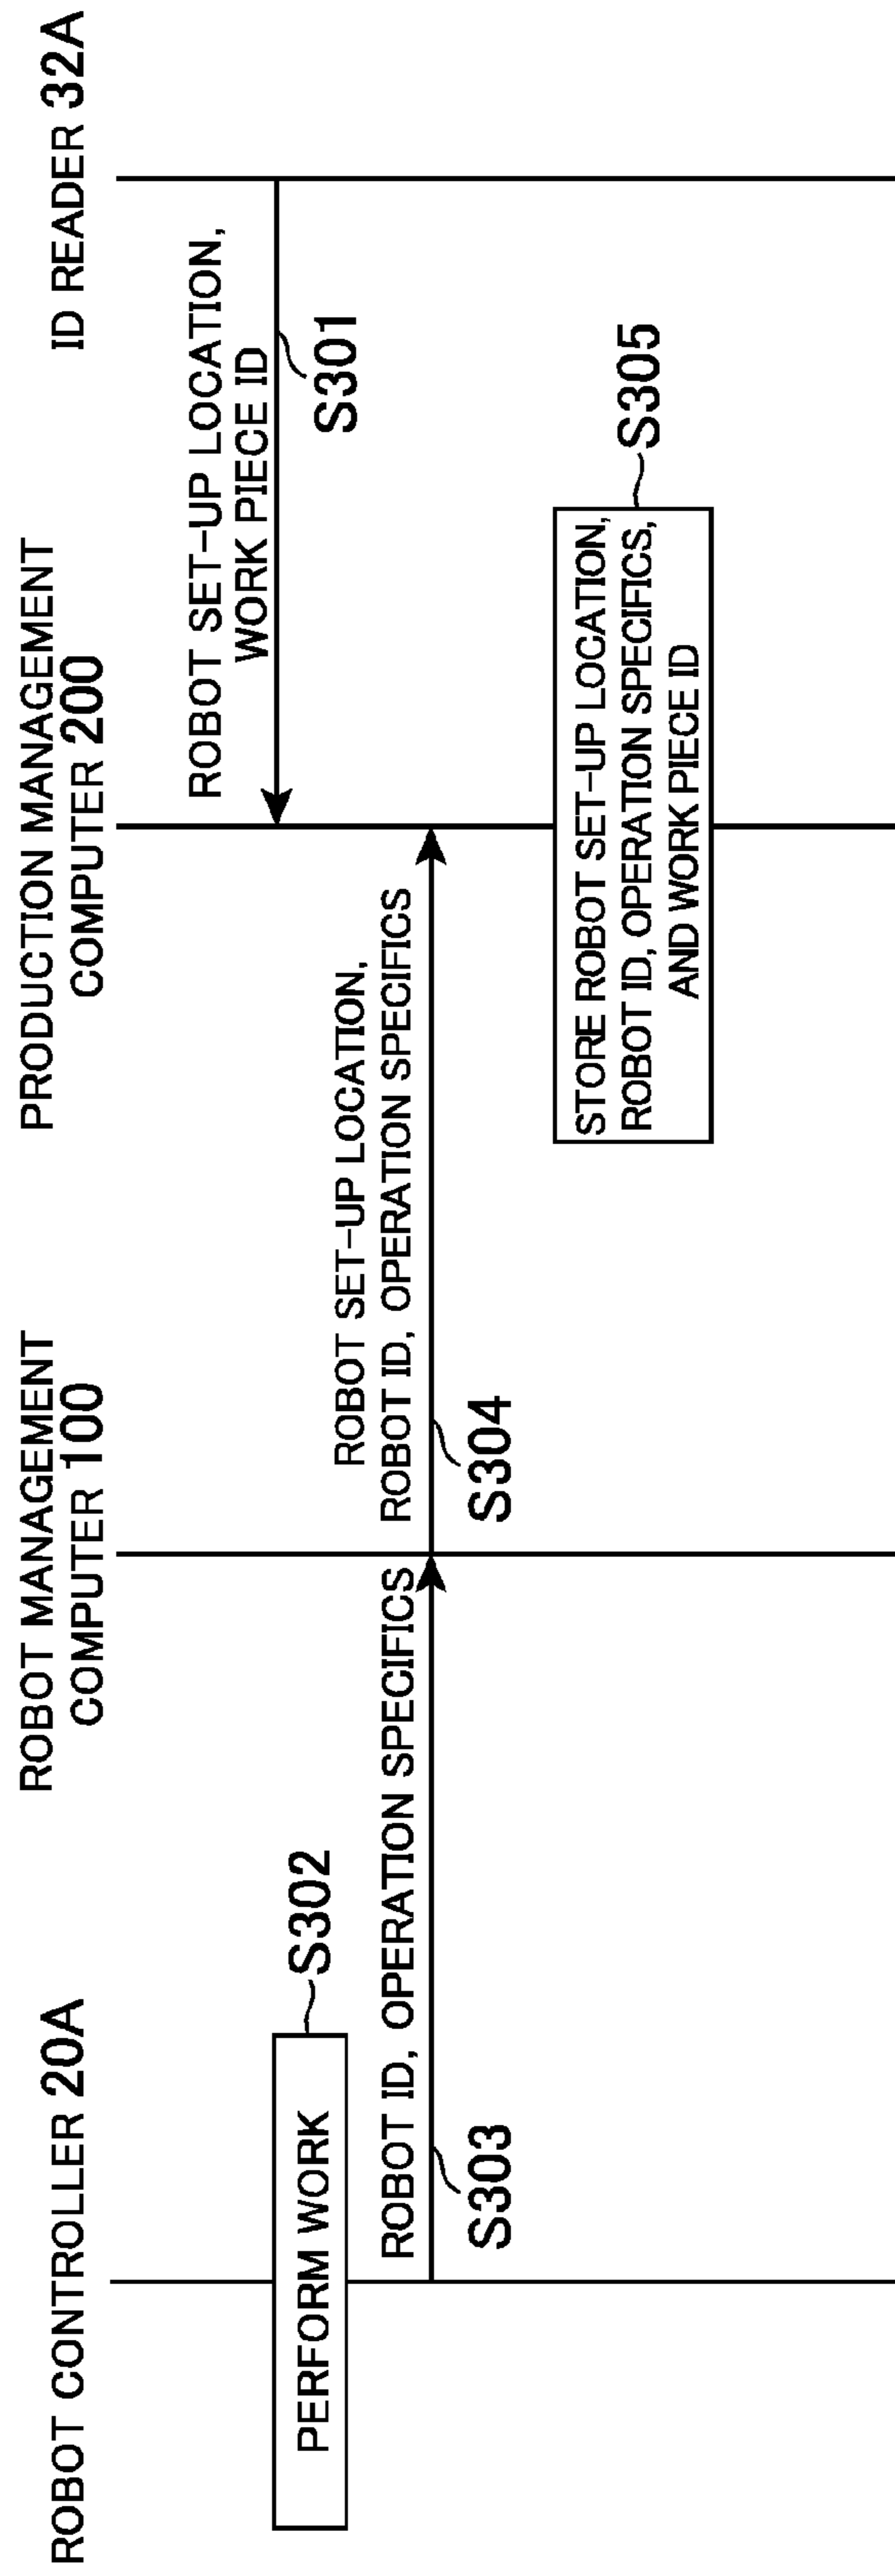 ROBOT CONTROLLER 20A
ROBOT MANAGEMENT
COMPUTER 100
PRODUCTION MANAGEMENT
COMPUTER 200
ID READER 32A
ROBOT SET-UP LOCATION,
WORK PIECE ID
S301
PERFORM WORK
S302
ROBOT ID, OPERATION SPECIFICS
S303
ROBOT SET-UP LOCATION,
ROBOT ID, OPERATION SPECIFICS
S304
STORE ROBOT SET-UP LOCATION,
ROBOT ID, OPERATION SPECIFICS,
AND WORK PIECE ID
S305